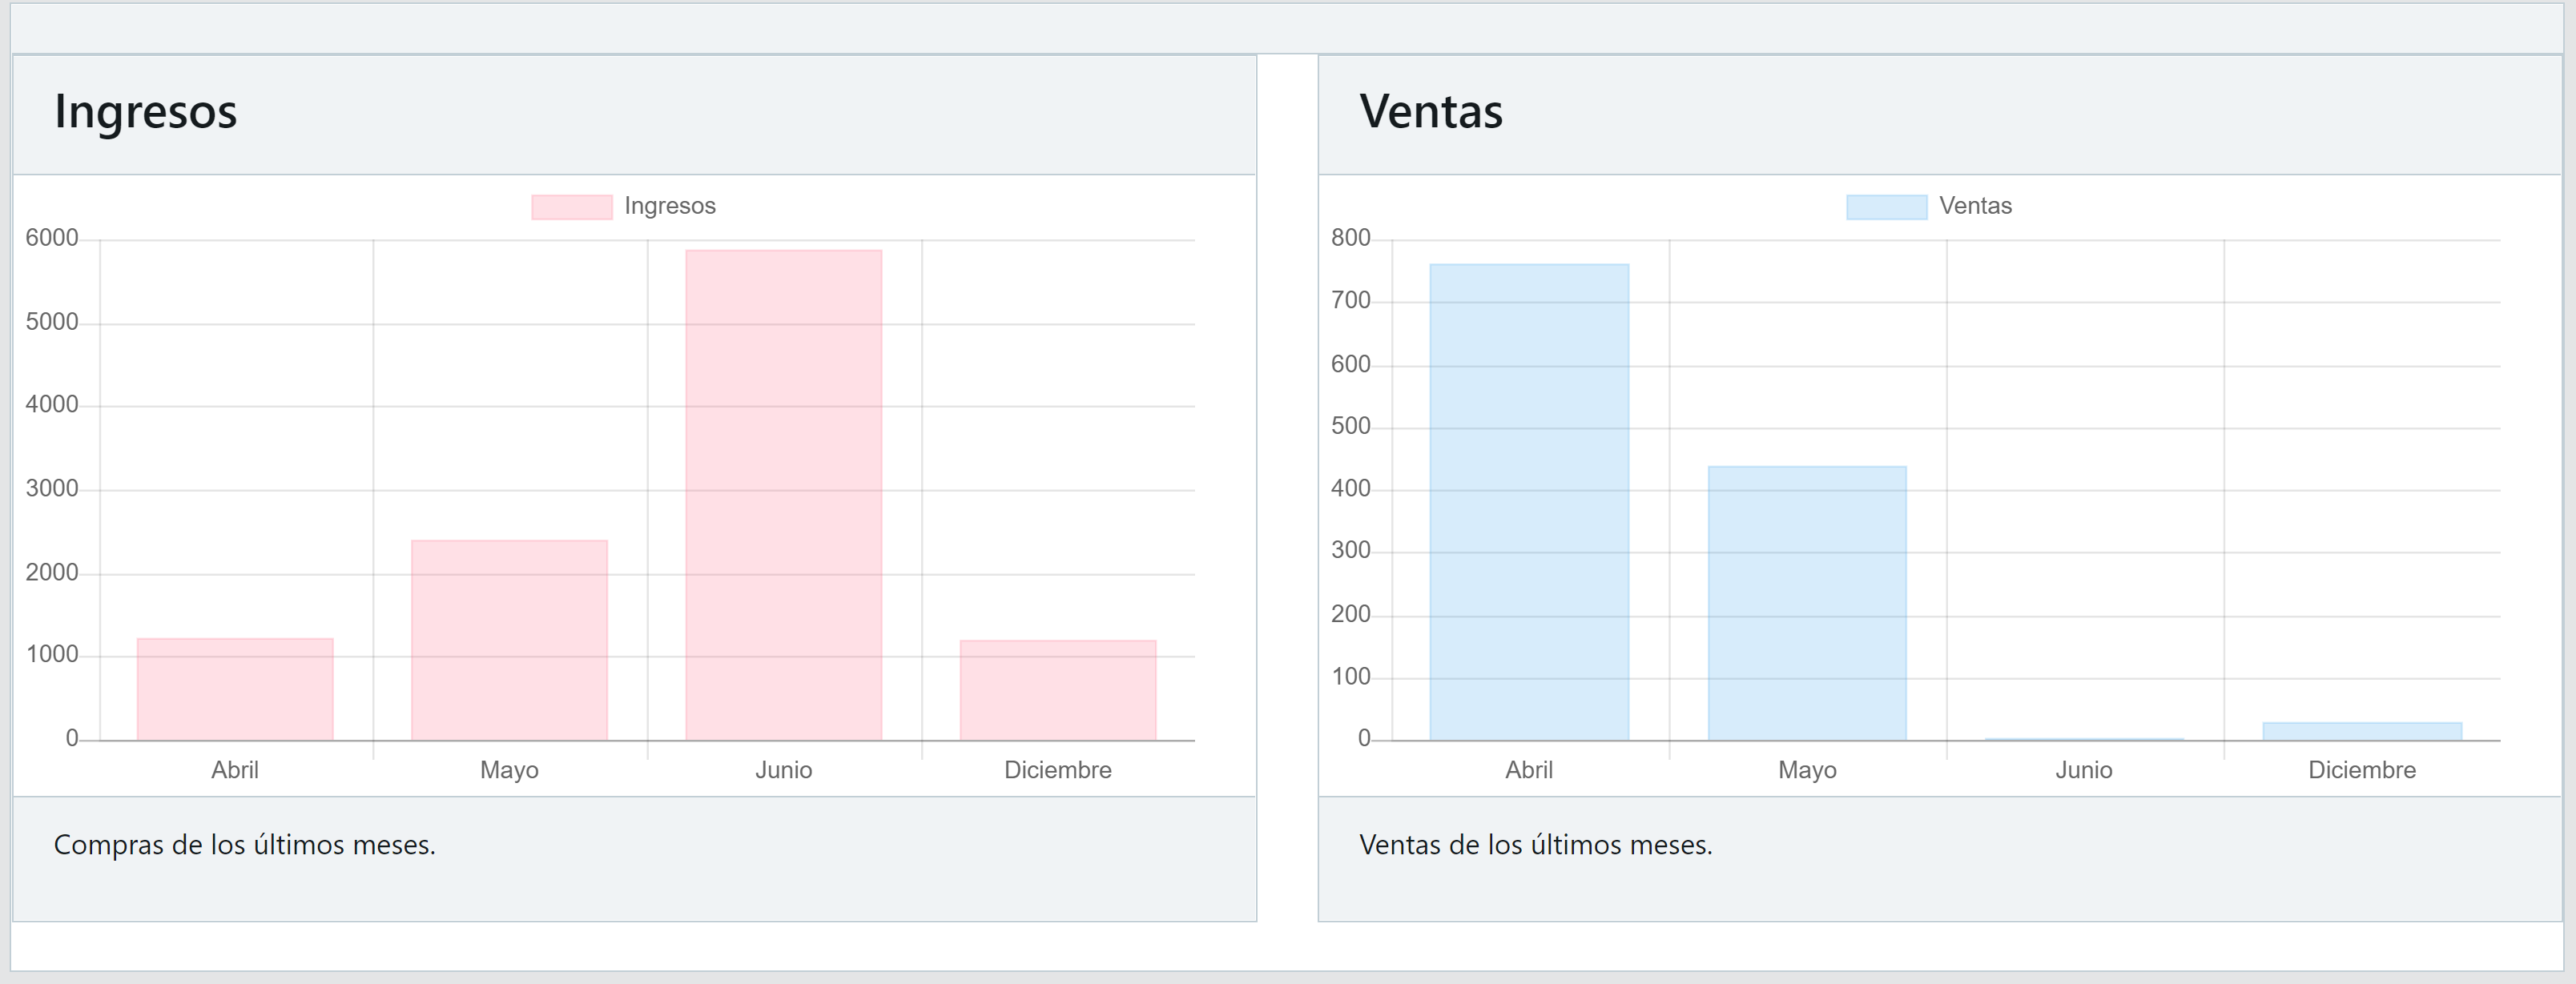 Ingresos
Ingresos
6000
5000
4000
3000
2000
1000
0
Abril Mayo Junio Diciembre
Compras de los últimos meses.
Ventas
Ventas
800
700
600
500
400
300
200
100
0
Abril Mayo Junio Diciembre
Ventas de los últimos meses.